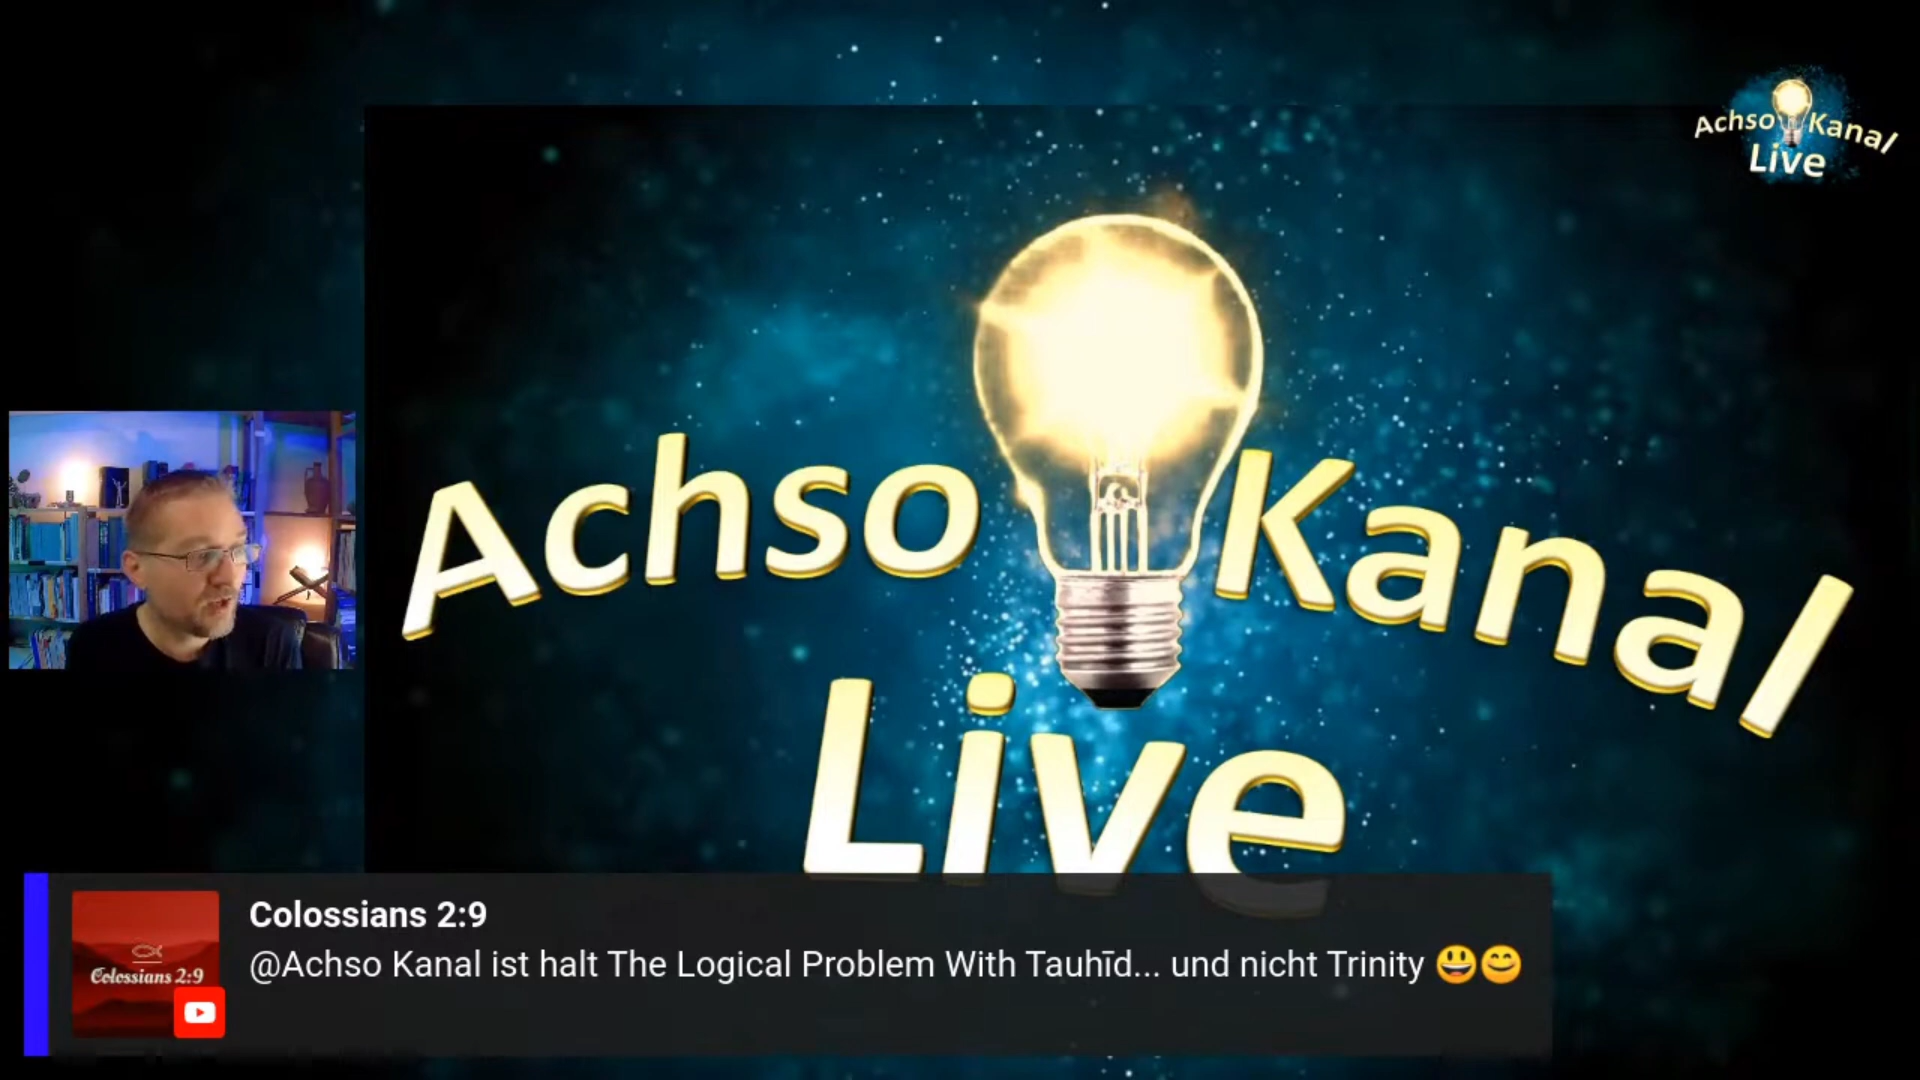 Achso Kanal
Live
Achso Kanal
Live
Colossians 2:9
Colossians 2:9
@Achso Kanal ist halt The Logical Problem With Tauhīd... und nicht Trinity 😃😊